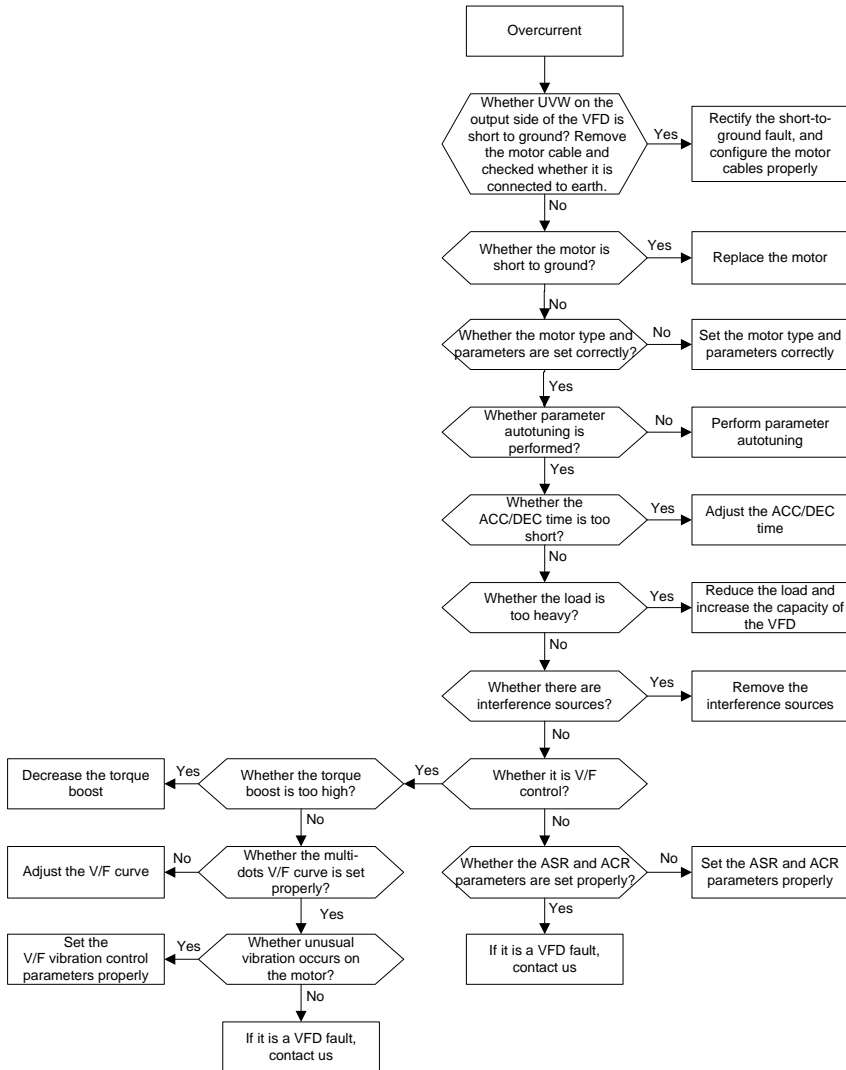 Overcurrent
Whether UVW on the
output side of the VFD is
short to ground? Remove
the motor cable and
checked whether it is
connected to earth.
Yes
Rectify the short-to-
ground fault, and
configure the motor
cables properly
No
Whether the motor is
short to ground?
Yes
Replace the motor
No
Whether the motor type and
parameters are set correctly?
No
Set the motor type and
parameters correctly
Yes
Whether parameter
autotuning is
performed?
No
Perform parameter
autotuning
Yes
Whether the
ACC/DEC time is too
short?
Yes
Adjust the ACC/DEC
time
No
Whether the load is
too heavy?
Yes
Reduce the load and
increase the capacity of
the VFD
No
Whether there are
interference sources?
Yes
Remove the
interference sources
No
Whether it is V/F
control?
Yes
Whether the torque
boost is too high?
Yes
Decrease the torque
boost
No
Whether the multi-
dots V/F curve is set
properly?
No
Adjust the V/F curve
Yes
Whether unusual
vibration occurs on
the motor?
Yes
Set the
V/F vibration control
parameters properly
No
If it is a VFD fault,
contact us
No
Whether the ASR and ACR
parameters are set properly?
No
Set the ASR and ACR
parameters properly
Yes
If it is a VFD fault,
contact us